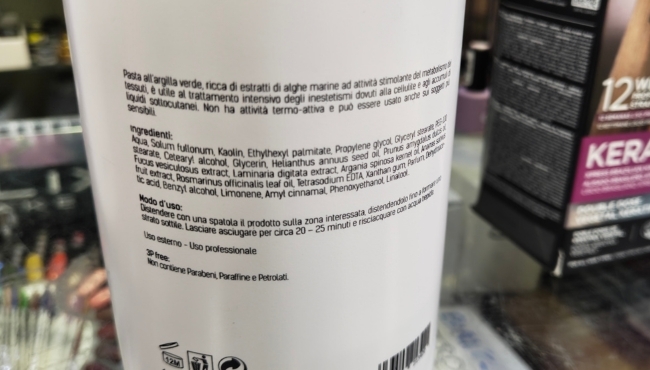 Pasta all'argilla verde, ricca di estratti di alghe marine ad attività stimolante del metabolismo dei
tessuti, è utile al trattamento intensivo degli inestetismi dovuti alla cellulite e agli accumuli di
liquidi sottocutanei. Non ha attività termo-attiva e può essere usato anche sui soggetti più
sensibili.
Ingredienti:
Aqua, Solum fullonum, Kaolin, Ethylhexyl palmitate, Propylene glycol, Glyceryl stearate, PEG-100
stearate, Cetearyl alcohol, Glycerin, Helianthus annuus seed oil, Prunus amygdalus dulcis oil,
Fucus vesiculosus extract, Laminaria digitata extract, Argania spinosa kernel oil,
fruit extract, Rosmarinus officinalis leaf oil, Tetrasodium EDTA, Xanthan gum, Parfum,
tic acid, Benzyl alcohol, Limonene, Amyl cinnamal, Phenoxyethanol, Linalool.
Modo d'uso:
Distendere con una spatola il prodotto sulla zona interessata, distendendolo fino a formare uno
strato sottile. Lasciare asciugare per circa 20 – 25 minuti e risciacquare con acqua
Uso esterno – Uso professionale
3P free:
Non contiene Parabeni, Paraffine e Petrolati.
12M
12
KERA